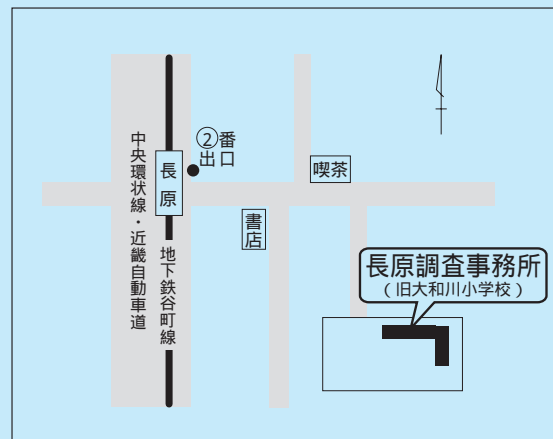 中央環状線・近畿自動車道
長原
地下鉄谷町線
②番
出口
喫茶
書店
長原調査事務所
(旧大和川小学校)